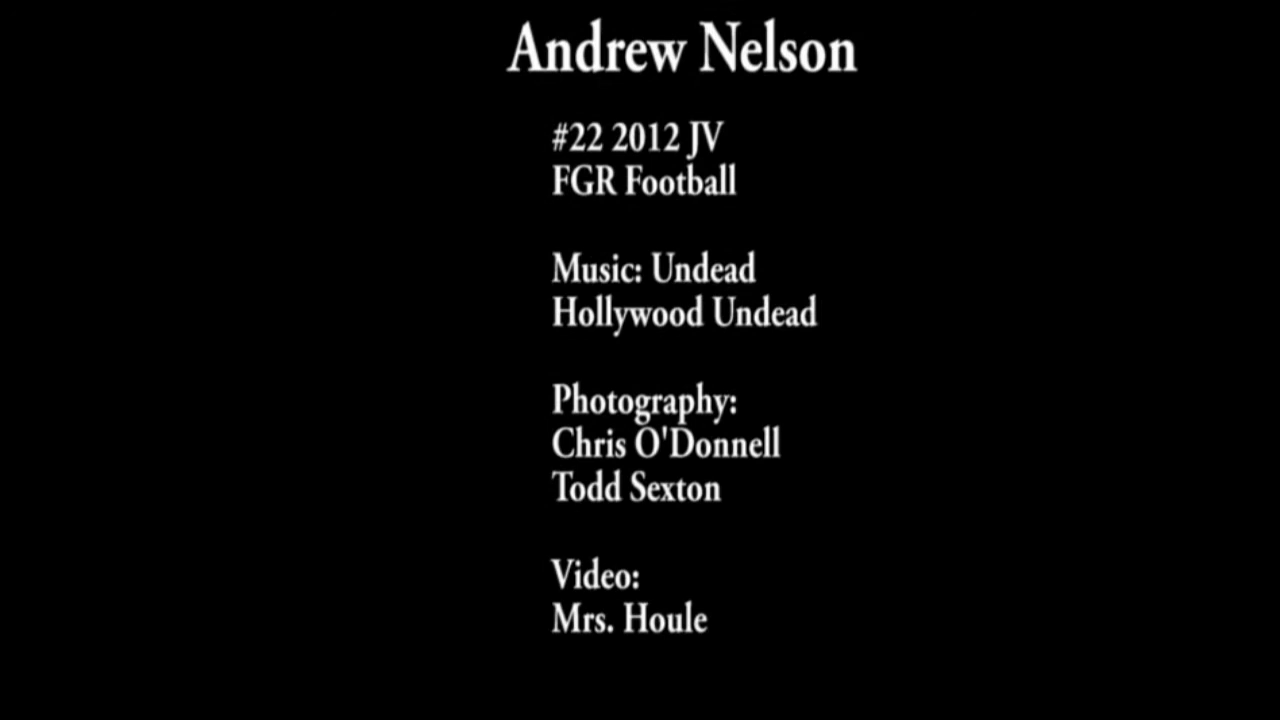 Andrew Nelson
#22 2012 JV
FGR Football
Music: Undead
Hollywood Undead
Photography:
Chris O'Donnell
Todd Sexton
Video:
Mrs. Houle